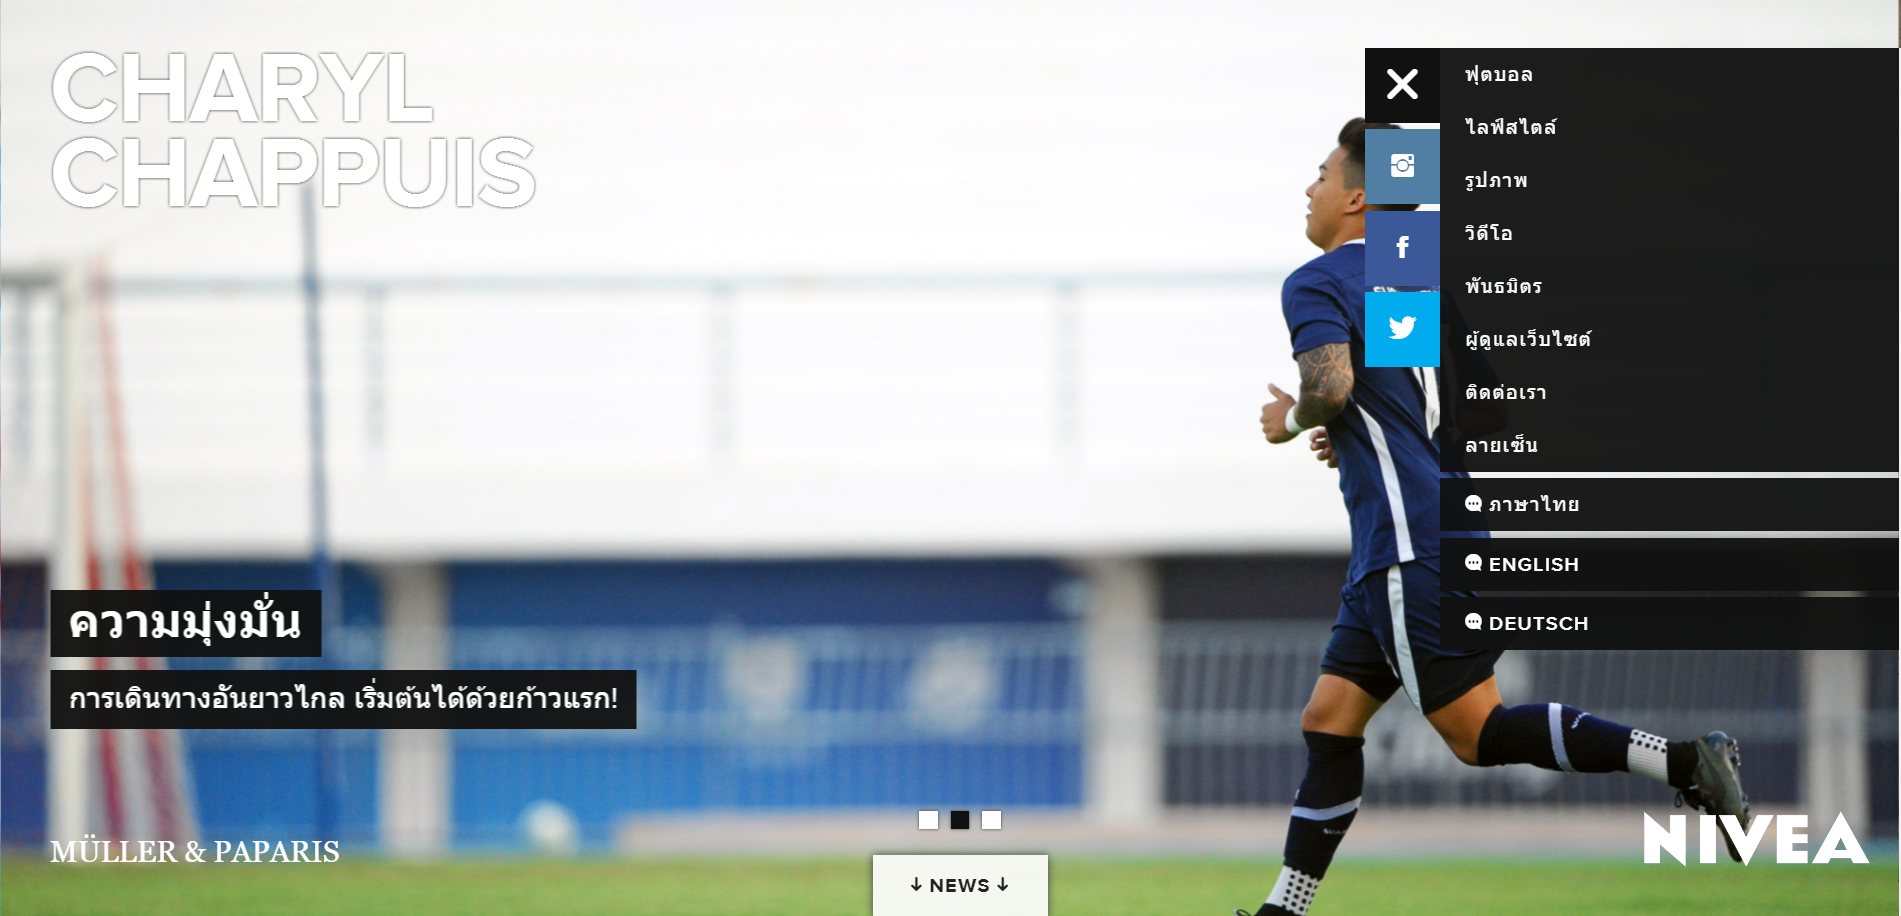 CHARYL
CHAPPUIS
ฟุตบอล
ไลฟ์สไตล์
รูปภาพ
วิดีโอ
พันธมิตร
ผู้ดูแลเว็บไซต์
ติดต่อเรา
ลายเซ็น
ภาษาไทย
ENGLISH
DEUTSCH
ความมุ่งมั่น
การเดินทางอันยาวไกล เริ่มต้นได้ด้วยก้าวแรก!
MÜLLER & PAPARIS
NIVEA
↓ NEWS ↓